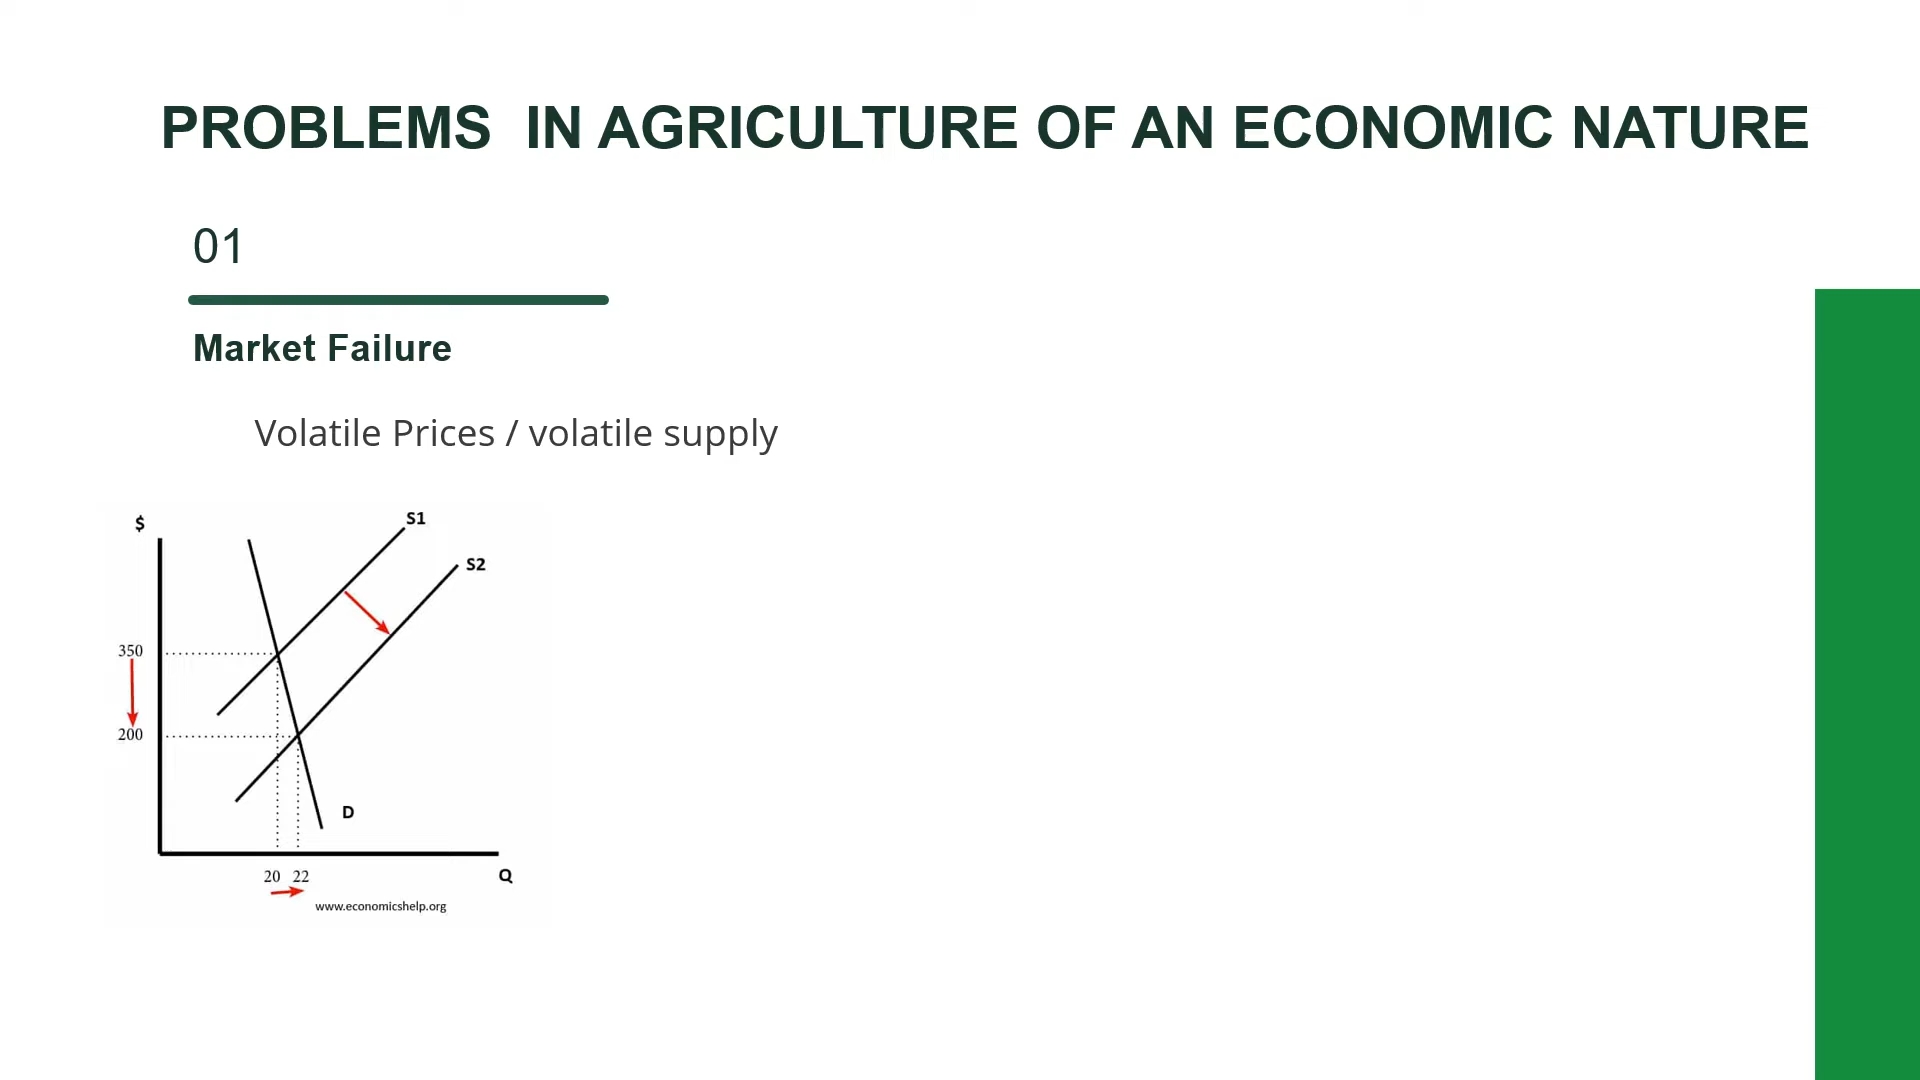 PROBLEMS  IN AGRICULTURE OF AN ECONOMIC NATURE
01
Market Failure
Volatile Prices / volatile supply
$
S1
S2
350
200
D
20 22
Q
www.economicshelp.org